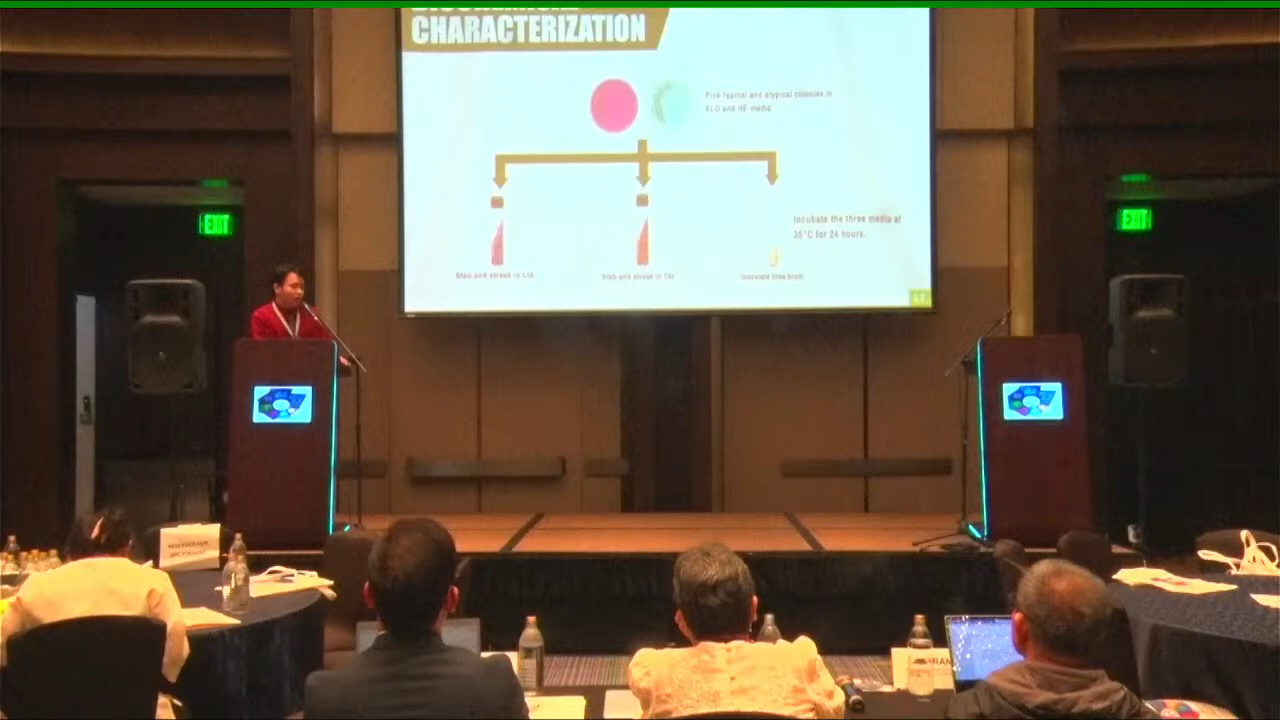 BIOCHEMICAL
CHARACTERIZATION
Pick typical and atypical colonies in
XLD and HE media
Incubate the three media at
35°C for 24 hours.
Stab and streak in LIA
Stab and streak in TSI
Inoculate Urea broth
EXIT
EXIT